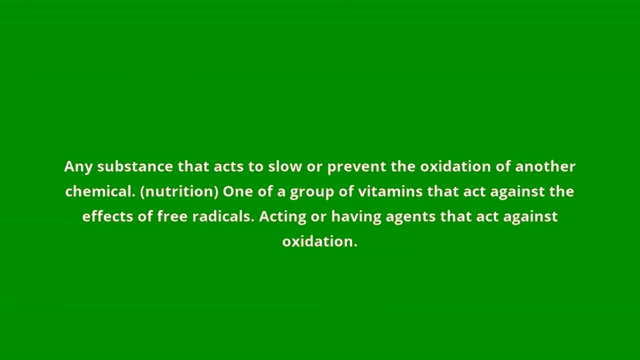 Any substance that acts to slow or prevent the oxidation of another
chemical. (nutrition) One of a group of vitamins that act against the
effects of free radicals. Acting or having agents that act against
oxidation.